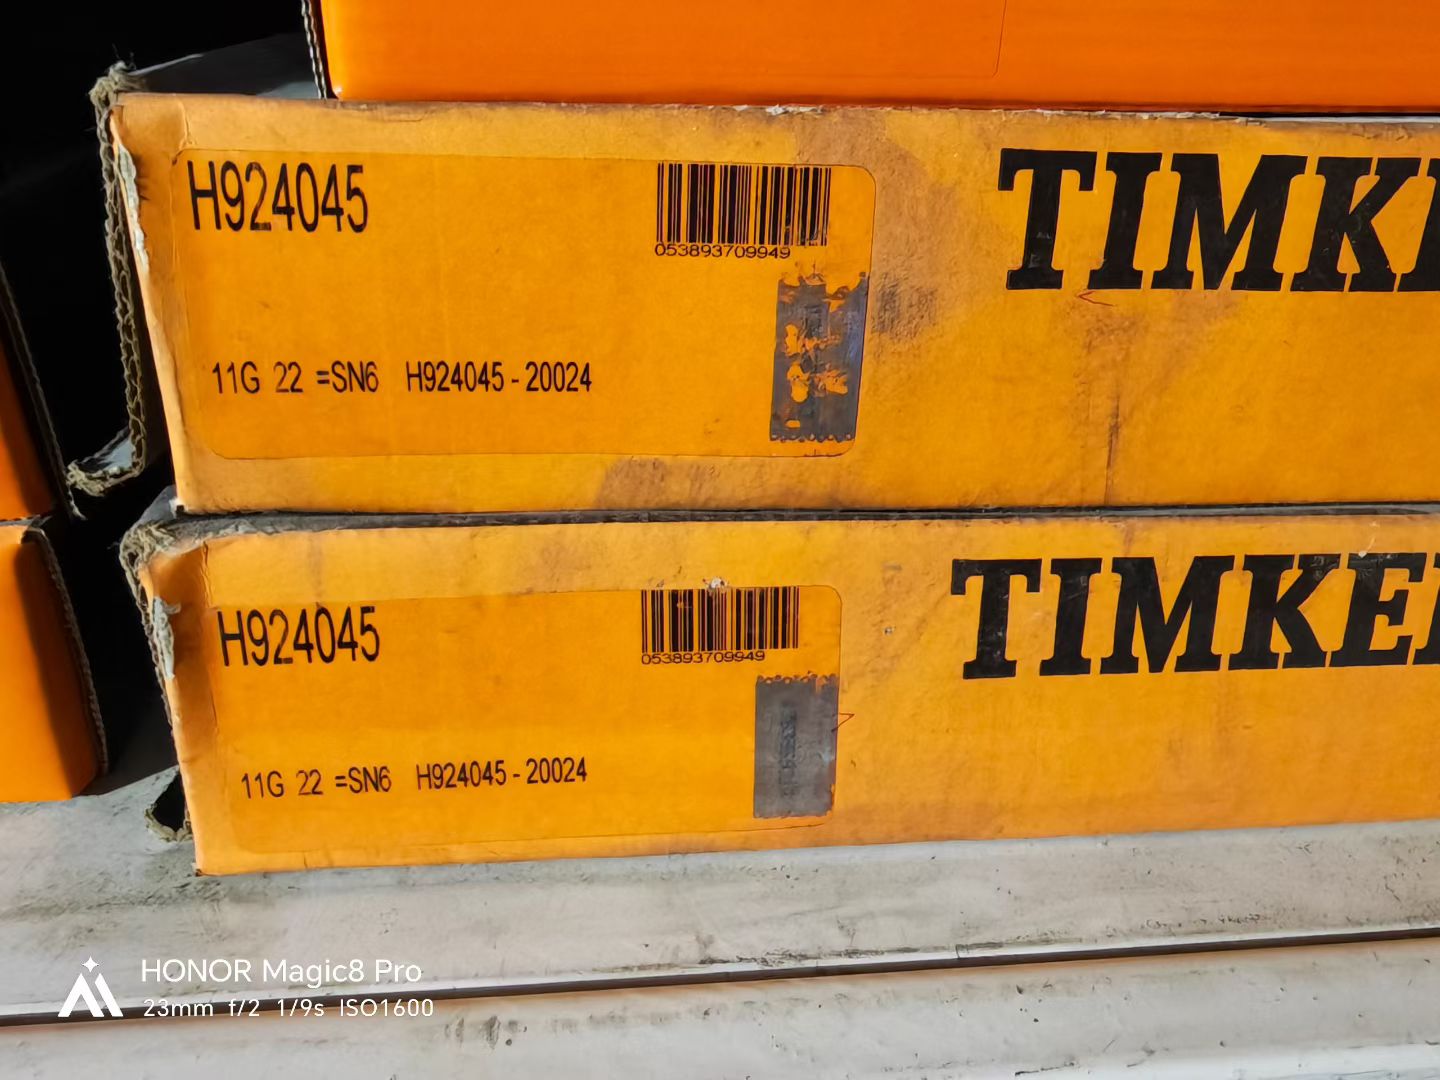 H924045
053893709949
TIMKE
11G 22 =SN6 H924045 - 20024
H924045
053893709949
TIMKEN
11G 22 =SN6 H924045 - 20024
HONOR Magic8 Pro
23mm f/2 1/9s ISO1600